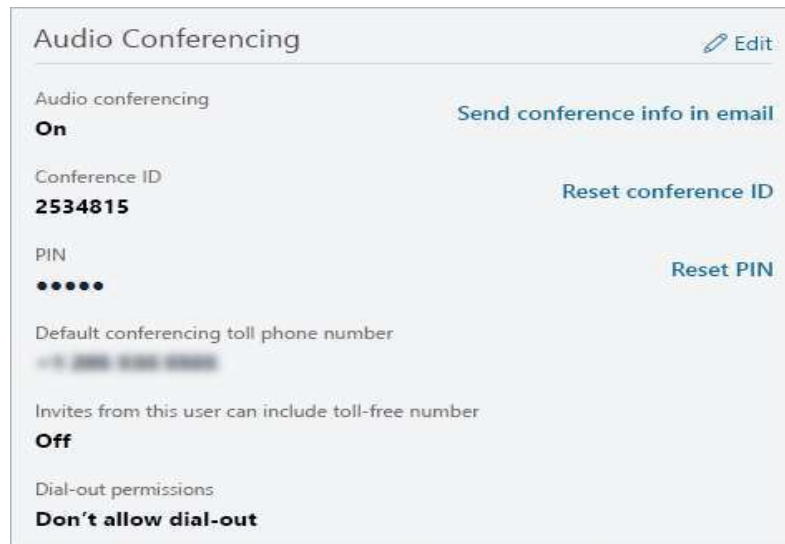 Audio Conferencing
Edit
Audio conferencing
On
Send conference info in email
Conference ID
2534815
Reset conference ID
PIN
•••••
Reset PIN
Default conferencing toll phone number
Invites from this user can include toll-free number
Off
Dial-out permissions
Don't allow dial-out